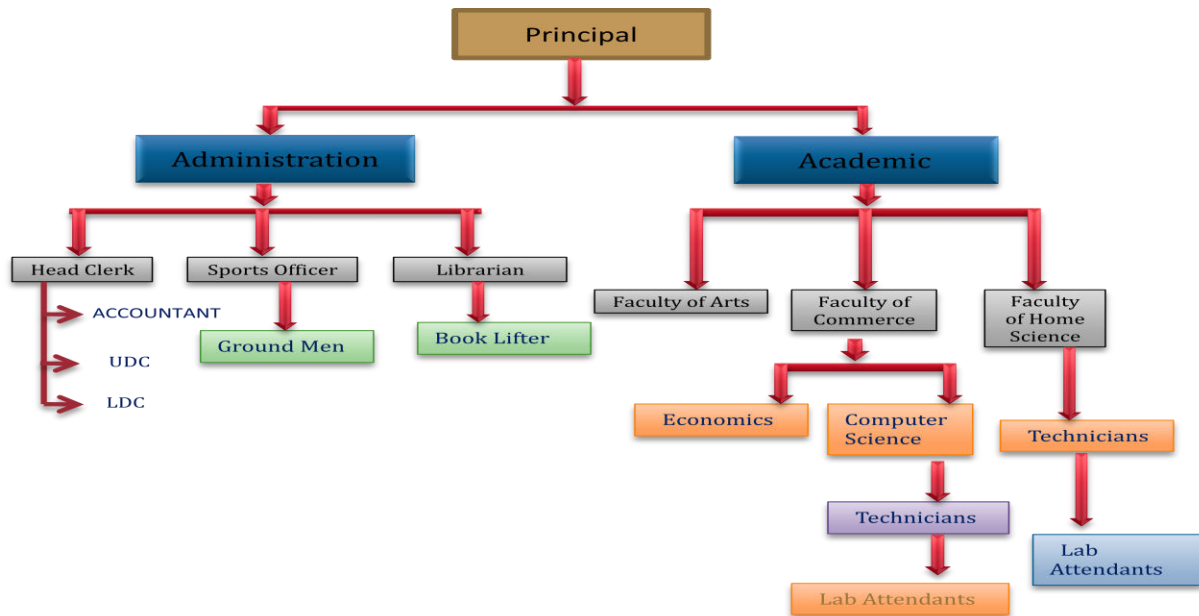 Principal
Administration
Academic
Head Clerk
Sports Officer
Librarian
Faculty of Arts
Faculty of
Commerce
Faculty
of Home
Science
ACCOUNTANT
Ground Men
Book Lifter
UDC
LDC
Economics
Computer
Science
Technicians
Technicians
Lab
Attendants
Lab Attendants